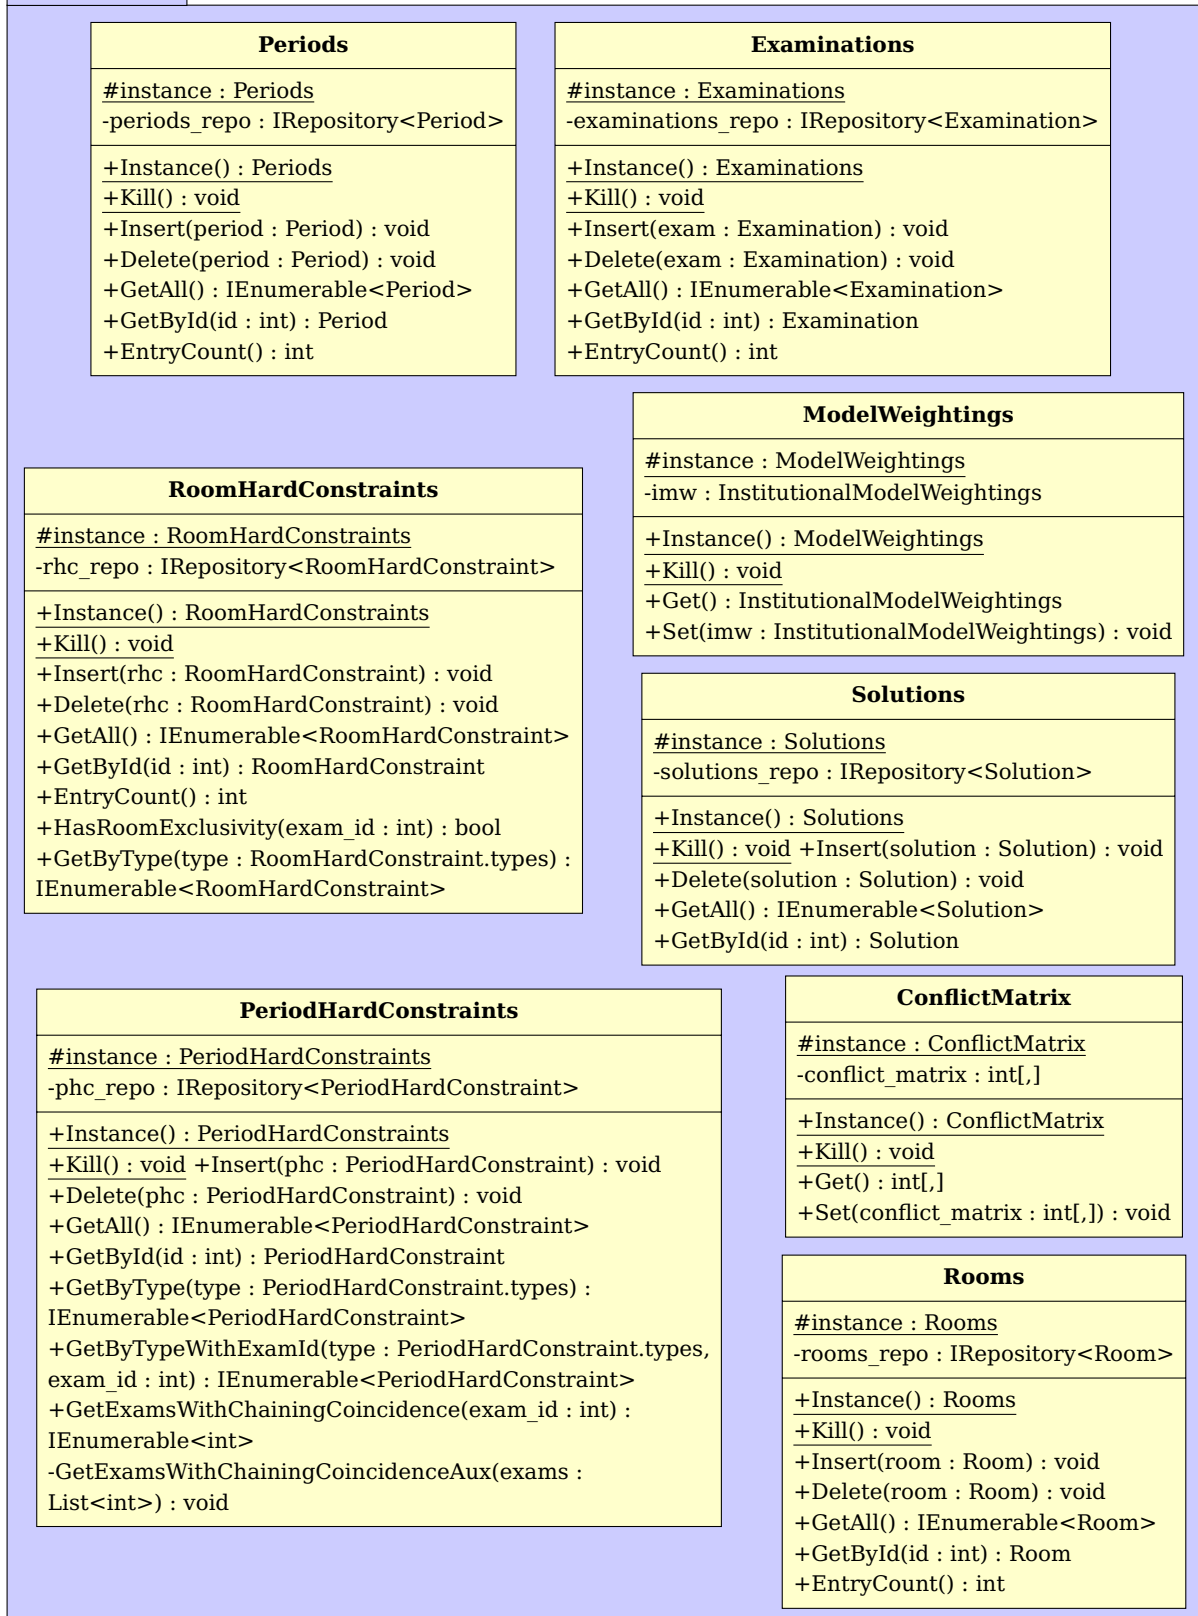 Periods
#instance : Periods
-periods_repo : IRepository<Period>
+Instance() : Periods
+Kill() : void
+Insert(period : Period) : void
+Delete(period : Period) : void
+GetAll() : IEnumerable<Period>
+GetById(id : int) : Period
+EntryCount() : int
Examinations
#instance : Examinations
-examinations_repo : IRepository<Examination>
+Instance() : Examinations
+Kill() : void
+Insert(exam : Examination) : void
+Delete(exam : Examination) : void
+GetAll() : IEnumerable<Examination>
+GetById(id : int) : Examination
+EntryCount() : int
ModelWeightings
#instance : ModelWeightings
-imw : InstitutionalModelWeightings
+Instance() : ModelWeightings
+Kill() : void
+Get() : InstitutionalModelWeightings
+Set(imw : InstitutionalModelWeightings) : void
RoomHardConstraints
#instance : RoomHardConstraints
-rhc_repo : IRepository<RoomHardConstraint>
+Instance() : RoomHardConstraints
+Kill() : void
+Insert(rhc : RoomHardConstraint) : void
+Delete(rhc : RoomHardConstraint) : void
+GetAll() : IEnumerable<RoomHardConstraint>
+GetById(id : int) : RoomHardConstraint
+EntryCount() : int
+HasRoomExclusivity(exam_id : int) : bool
+GetByType(type : RoomHardConstraint.types) :
IEnumerable<RoomHardConstraint>
Solutions
#instance : Solutions
-solutions_repo : IRepository<Solution>
+Instance() : Solutions
+Kill() : void +Insert(solution : Solution) : void
+Delete(solution : Solution) : void
+GetAll() : IEnumerable<Solution>
+GetById(id : int) : Solution
PeriodHardConstraints
#instance : PeriodHardConstraints
-phc_repo : IRepository<PeriodHardConstraint>
+Instance() : PeriodHardConstraints
+Kill() : void +Insert(phc : PeriodHardConstraint) : void
+Delete(phc : PeriodHardConstraint) : void
+GetAll() : IEnumerable<PeriodHardConstraint>
+GetById(id : int) : PeriodHardConstraint
+GetByType(type : PeriodHardConstraint.types) :
IEnumerable<PeriodHardConstraint>
+GetByTypeWithExamId(type : PeriodHardConstraint.types,
exam_id : int) : IEnumerable<PeriodHardConstraint>
+GetExamsWithChainingCoincidence(exam_id : int) :
IEnumerable<int>
-GetExamsWithChainingCoincidenceAux(exams :
List<int>) : void
ConflictMatrix
#instance : ConflictMatrix
-conflict_matrix : int[,]
+Instance() : ConflictMatrix
+Kill() : void
+Get() : int[,]
+Set(conflict_matrix : int[,]) : void
Rooms
#instance : Rooms
-rooms_repo : IRepository<Room>
+Instance() : Rooms
+Kill() : void
+Insert(room : Room) : void
+Delete(room : Room) : void
+GetAll() : IEnumerable<Room>
+GetById(id : int) : Room
+EntryCount() : int